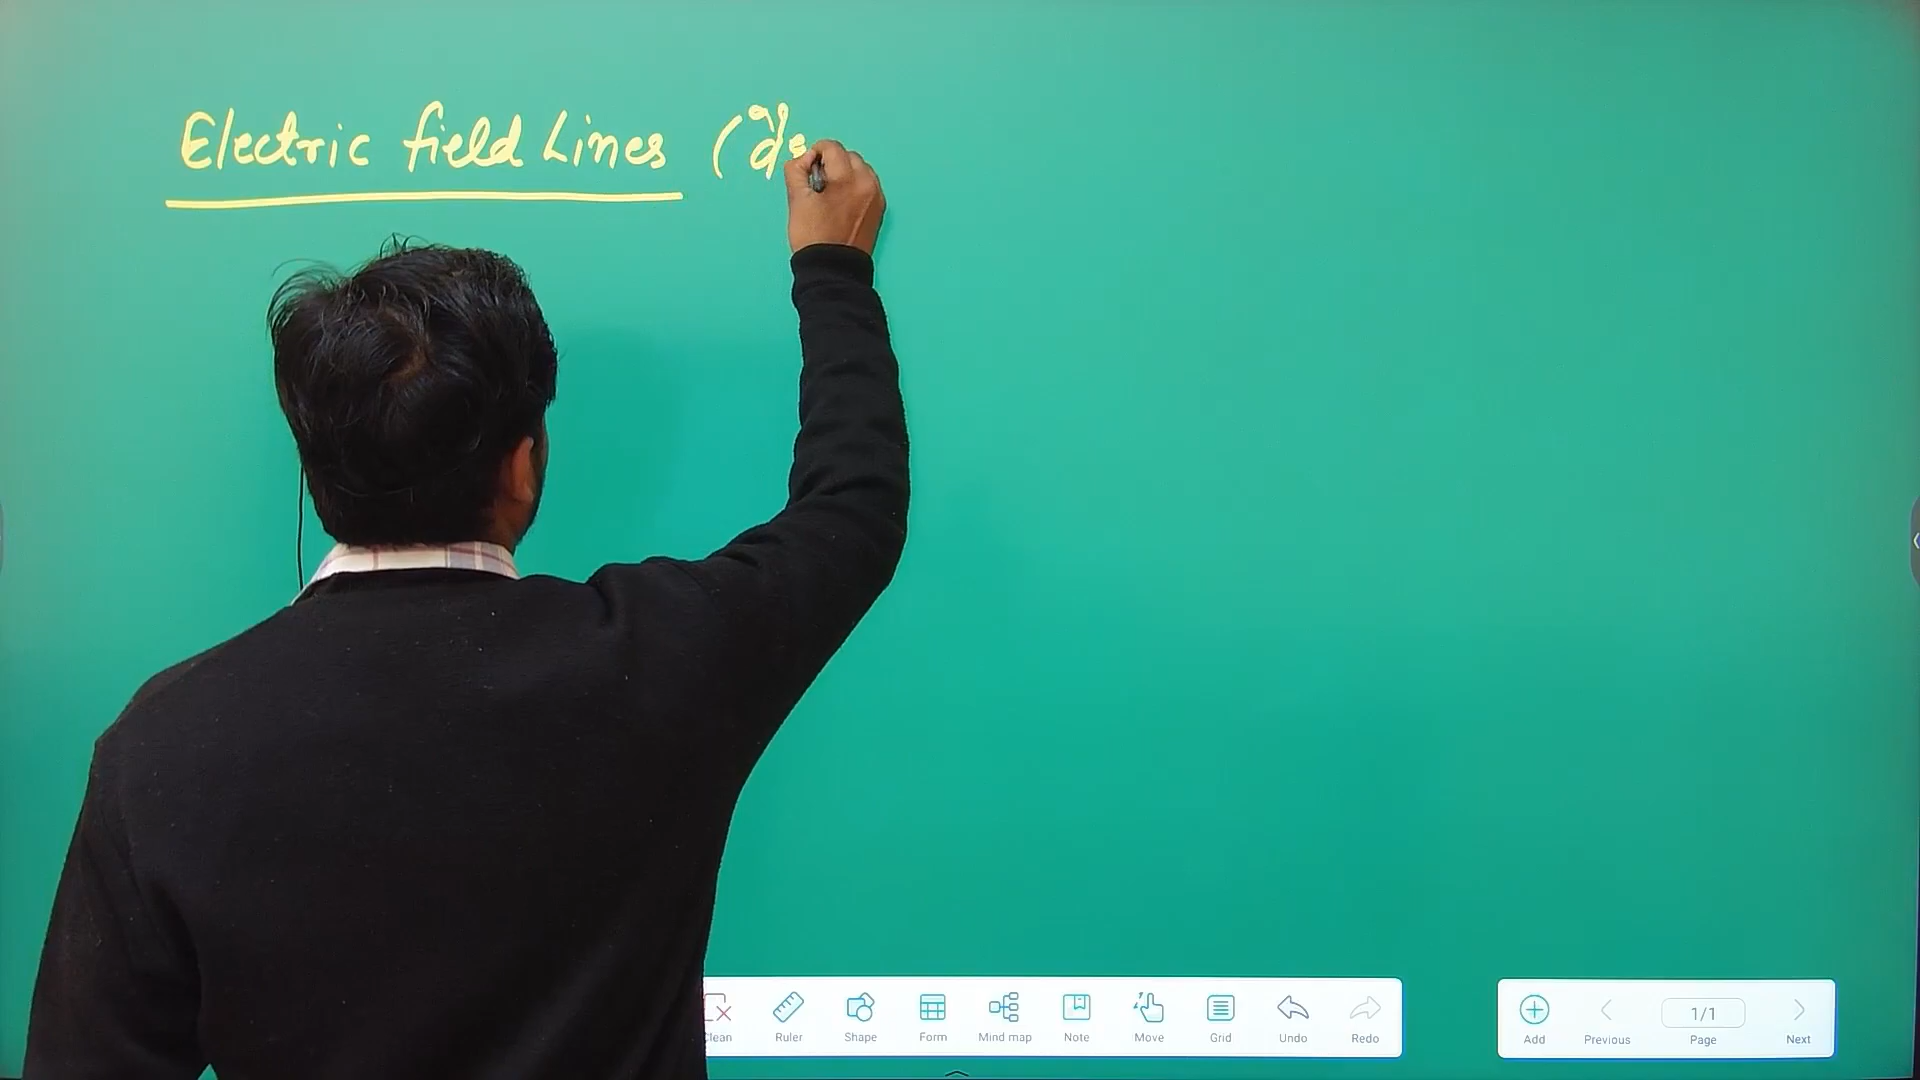 Electric field Lines (
Clean Ruler Shape Form Mind map Note Move Grid Undo Redo
Add Previous 1/1 Page Next